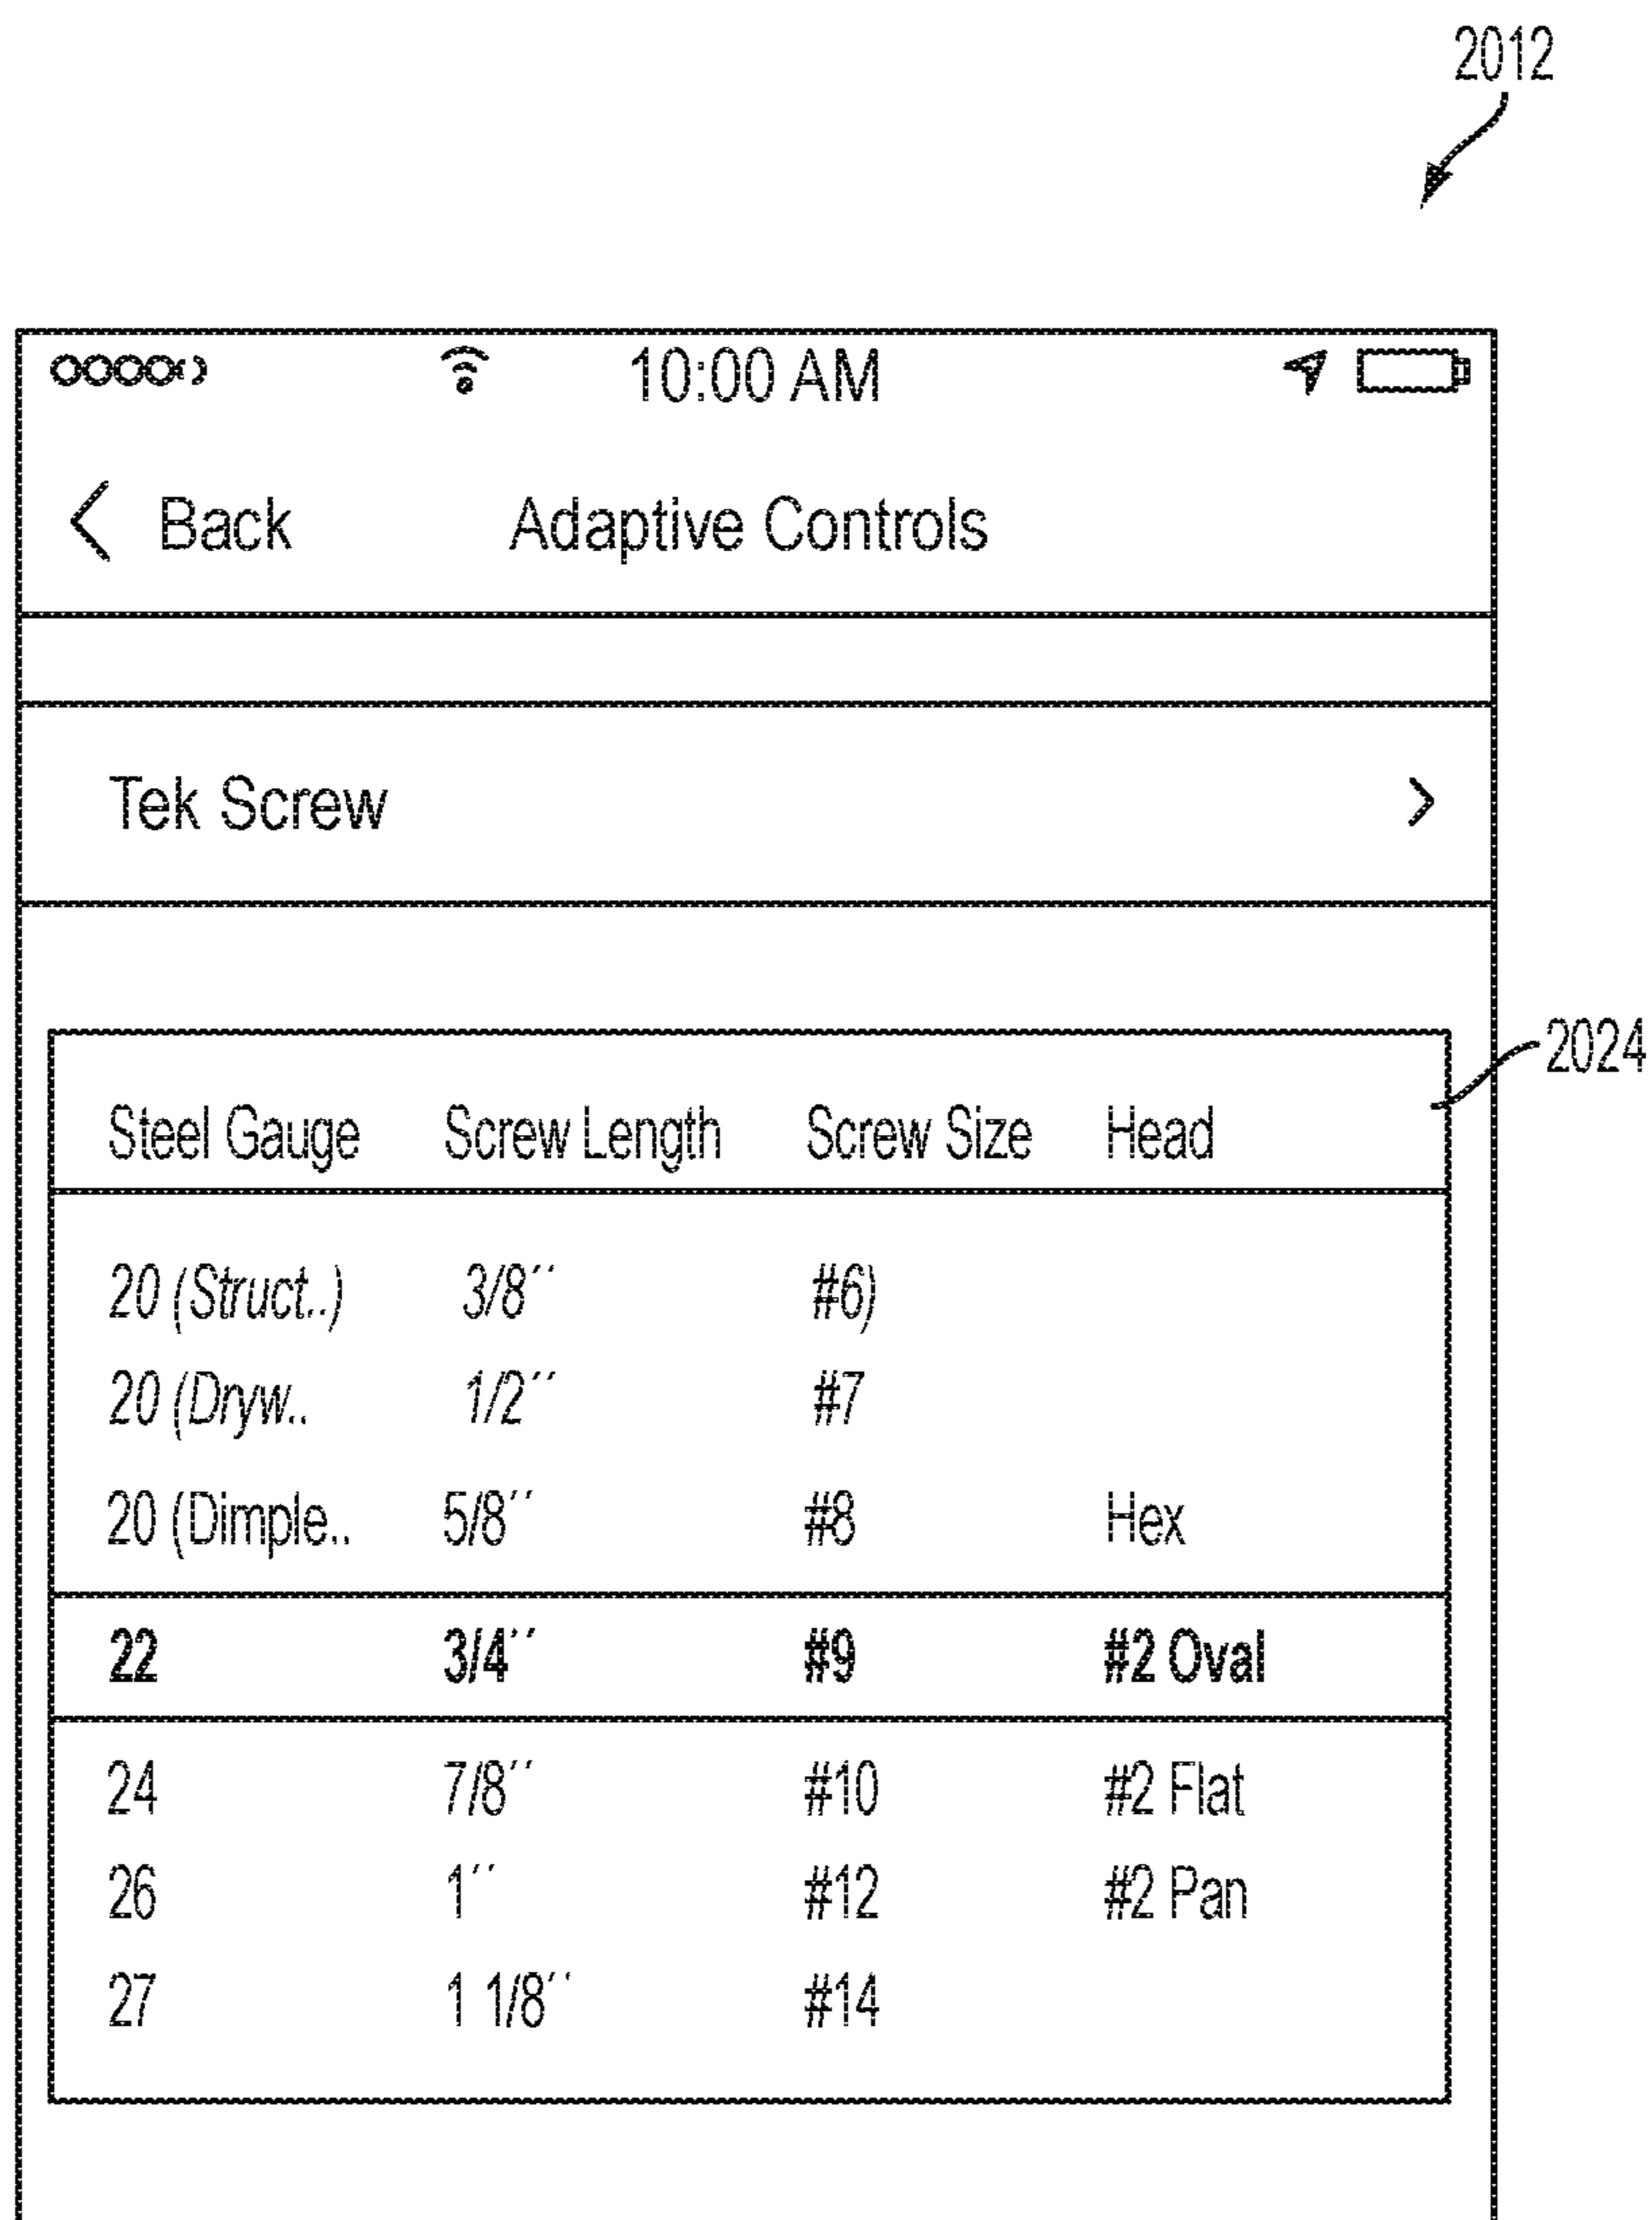 2012
10:00 AM
Back Adaptive Controls
Tek Screw
2024
Steel Gauge Screw Length Screw Size Head
20 (Struct..) 3/8´´ #6)
20 (Dryw.. 1/2´´ #7
20 (Dimple.. 5/8´´ #8 Hex
22 3/4´´ #9 #2 Oval
24 7/8´´ #10 #2 Flat
26 1´´ #12 #2 Pan
27 1 1/8´´ #14